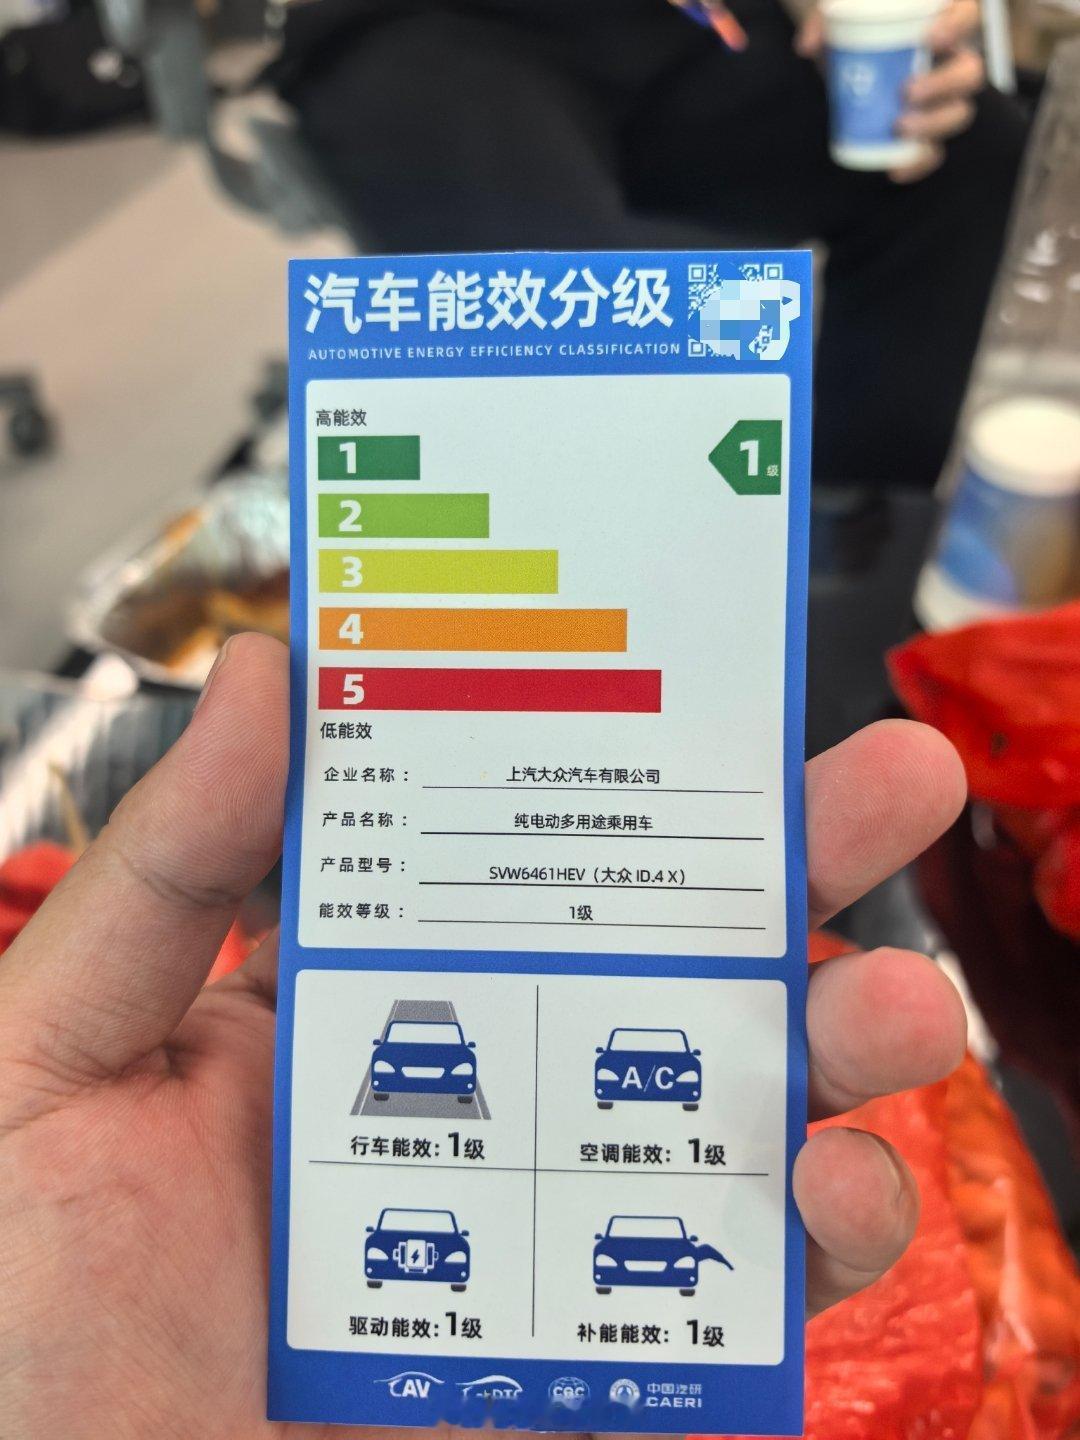 汽车能效分级
AUTOMOTIVE ENERGY EFFICIENCY CLASSIFICATION
高能效
1
1级
2
3
4
5
低能效
企业名称： 上汽大众汽车有限公司
产品名称： 纯电动多用途乘用车
产品型号： SVW6461HEV（大众 ID.4 X）
能效等级： 1级
A/C
行车能效: 1级
空调能效: 1级
驱动能效: 1级
补能能效: 1级
CAV
CBC
中国汽研
CAERI